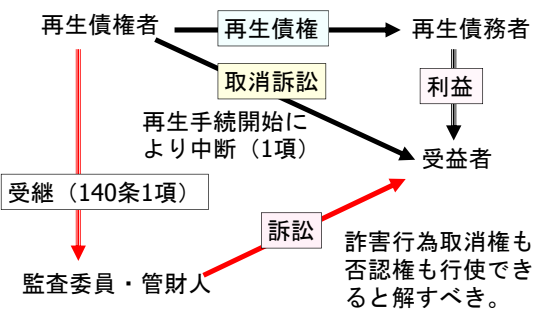 再生債権者
再生債権
再生債務者
取消訴訟
利益
再生手続開始に
より中断（1項）
受益者
受継（140条1項）
訴訟
詐害行為取消権も
否認権も行使でき
ると解すべき。
監査委員・管財人